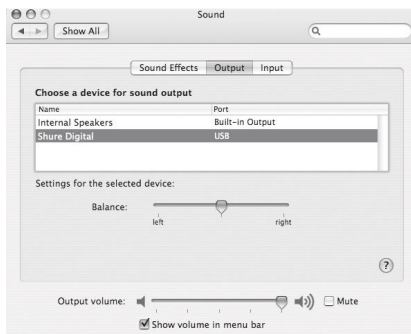 Sound
Show All
Sound Effects Output Input
Choose a device for sound output
Name Port
Internal Speakers Built-in Output
Shure Digital USB
Settings for the selected device:
Balance:
left right
?
Output volume: Mute
Show volume in menu bar